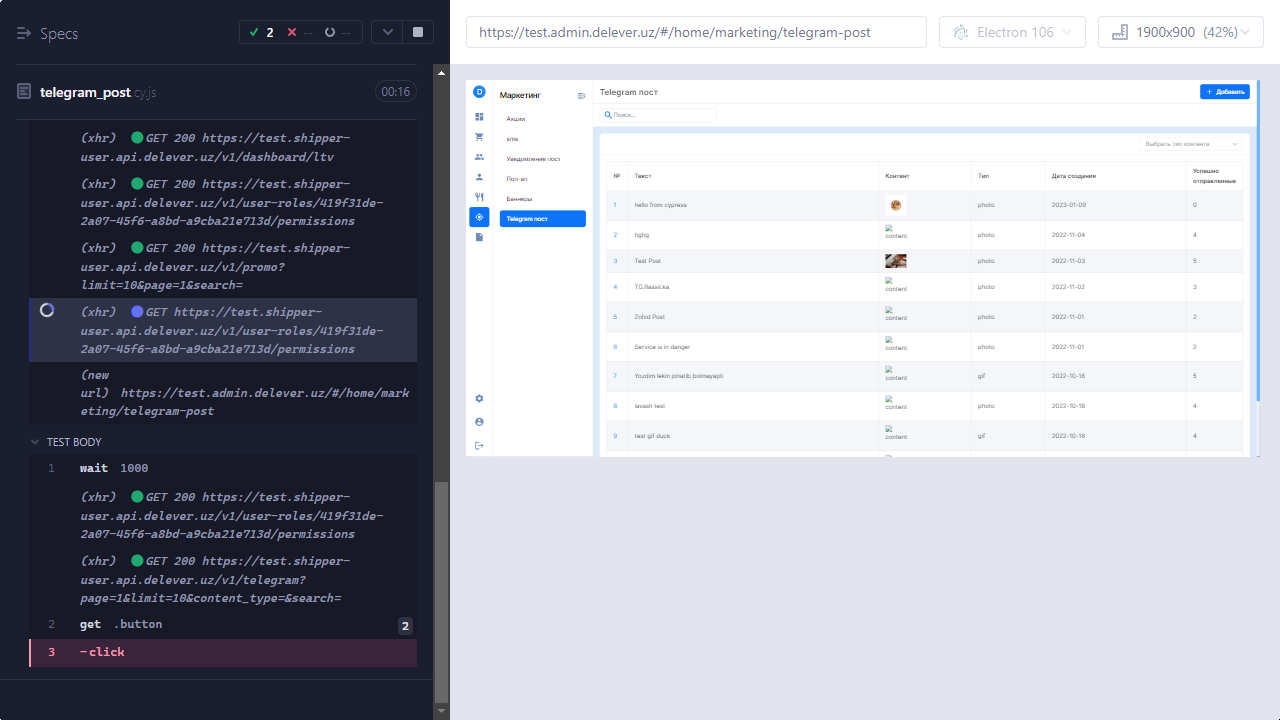 Specs
2
--
--
https://test.admin.delever.uz/#/home/marketing/telegram-post
Electron 106
1900x900 (42%)
telegram_post.cy.js
00:16
(xhr) GET 200 https://test.shipper-
user.api.delever.uz/v1/dashboard/ltv
(xhr) GET 200 https://test.shipper-
user.api.delever.uz/v1/user-roles/419f31de-
2a07-45f6-a8bd-a9cba21e713d/permissions
(xhr) GET 200 https://test.shipper-
user.api.delever.uz/v1/promo?
limit=10&page=1&search=
(xhr) GET https://test.shipper-
user.api.delever.uz/v1/user-roles/419f31de-
2a07-45f6-a8bd-a9cba21e713d/permissions
(new
url) https://test.admin.delever.uz/#/home/mark
eting/telegram-post
TEST BODY
1 wait 1000
(xhr) GET 200 https://test.shipper-
user.api.delever.uz/v1/user-roles/419f31de-
2a07-45f6-a8bd-a9cba21e713d/permissions
(xhr) GET 200 https://test.shipper-
user.api.delever.uz/v1/telegram?
page=1&limit=10&content_type=&search=
2 get .button 2
3 -click
D
Маркетинг
Акции
sms
Уведомление пост
Поп-ап
Баннеры
Telegram пост
Telegram пост
+ Добавить
Поиск...
Выбрать тип контента
№ Текст Контент Тип Дата создания Успешно отправленные
1 hello from cypress photo 2023-01-09 0
2 hghg content photo 2022-11-04 4
3 Test Post photo 2022-11-03 5
4 TO.RassiLka content photo 2022-11-02 3
5 Zohid Post content photo 2022-11-01 2
6 Service is in danger content photo 2022-11-01 2
7 Yozdim lekin jonatib bolmayapti content gif 2022-10-18 5
8 lavash test content photo 2022-10-18 4
9 test gif duck content gif 2022-10-18 4